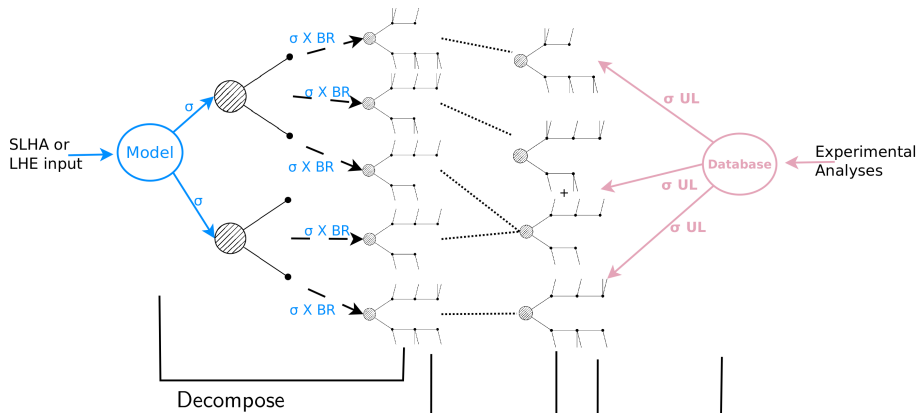 σ X BR
σ X BR
σ
σ UL
SLHA or
LHE input
Model
Experimental
Analyses
Database
σ X BR
σ UL
+
σ
σ X BR
σ UL
σ X BR
Decompose